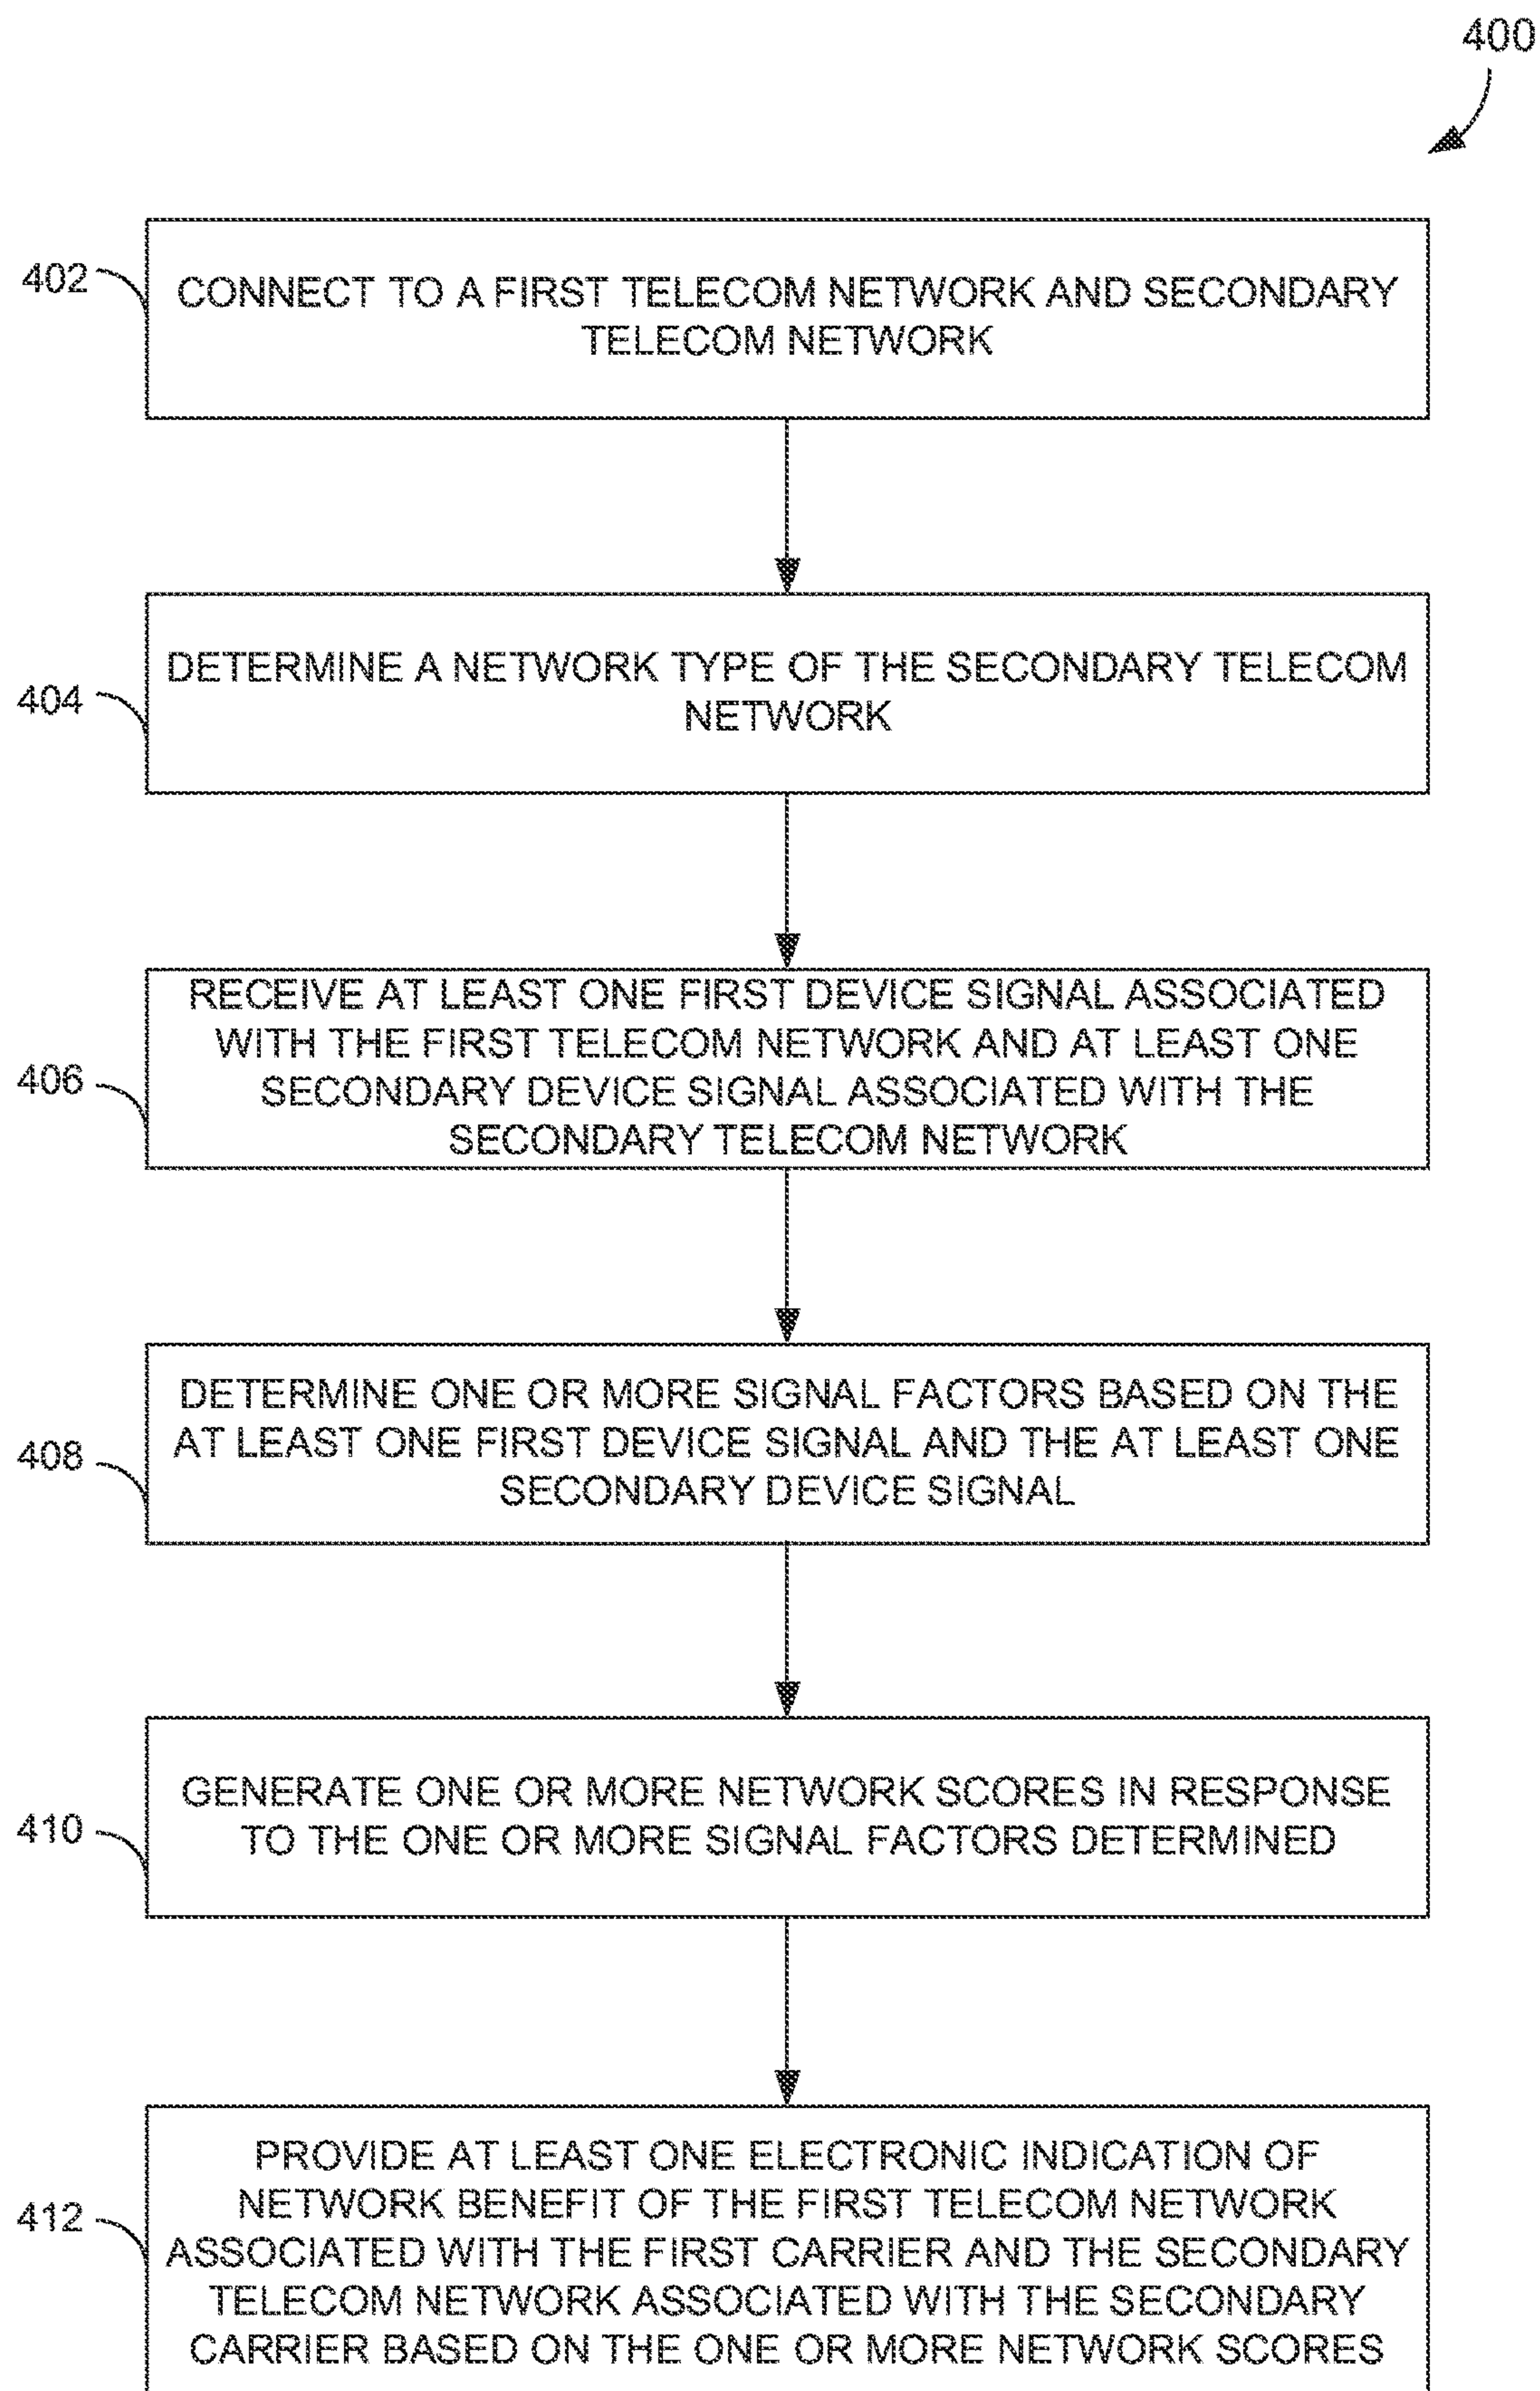 400
402
CONNECT TO A FIRST TELECOM NETWORK AND SECONDARY
TELECOM NETWORK
404
DETERMINE A NETWORK TYPE OF THE SECONDARY TELECOM
NETWORK
406
RECEIVE AT LEAST ONE FIRST DEVICE SIGNAL ASSOCIATED
WITH THE FIRST TELECOM NETWORK AND AT LEAST ONE
SECONDARY DEVICE SIGNAL ASSOCIATED WITH THE
SECONDARY TELECOM NETWORK
408
DETERMINE ONE OR MORE SIGNAL FACTORS BASED ON THE
AT LEAST ONE FIRST DEVICE SIGNAL AND THE AT LEAST ONE
SECONDARY DEVICE SIGNAL
410
GENERATE ONE OR MORE NETWORK SCORES IN RESPONSE
TO THE ONE OR MORE SIGNAL FACTORS DETERMINED
412
PROVIDE AT LEAST ONE ELECTRONIC INDICATION OF
NETWORK BENEFIT OF THE FIRST TELECOM NETWORK
ASSOCIATED WITH THE FIRST CARRIER AND THE SECONDARY
TELECOM NETWORK ASSOCIATED WITH THE SECONDARY
CARRIER BASED ON THE ONE OR MORE NETWORK SCORES